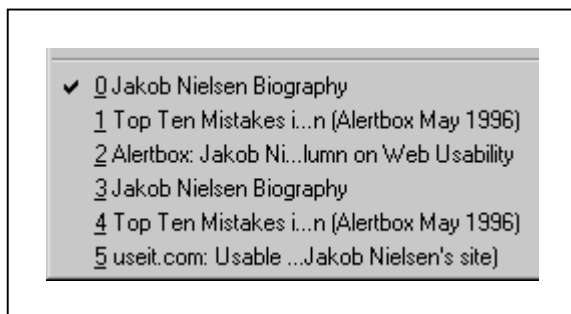 ✔ 0 Jakob Nielsen Biography
1 Top Ten Mistakes i...n (Alertbox May 1996)
2 Alertbox: Jakob Ni...lumn on Web Usability
3 Jakob Nielsen Biography
4 Top Ten Mistakes i...n (Alertbox May 1996)
5 useit.com: Usable ...Jakob Nielsen's site)